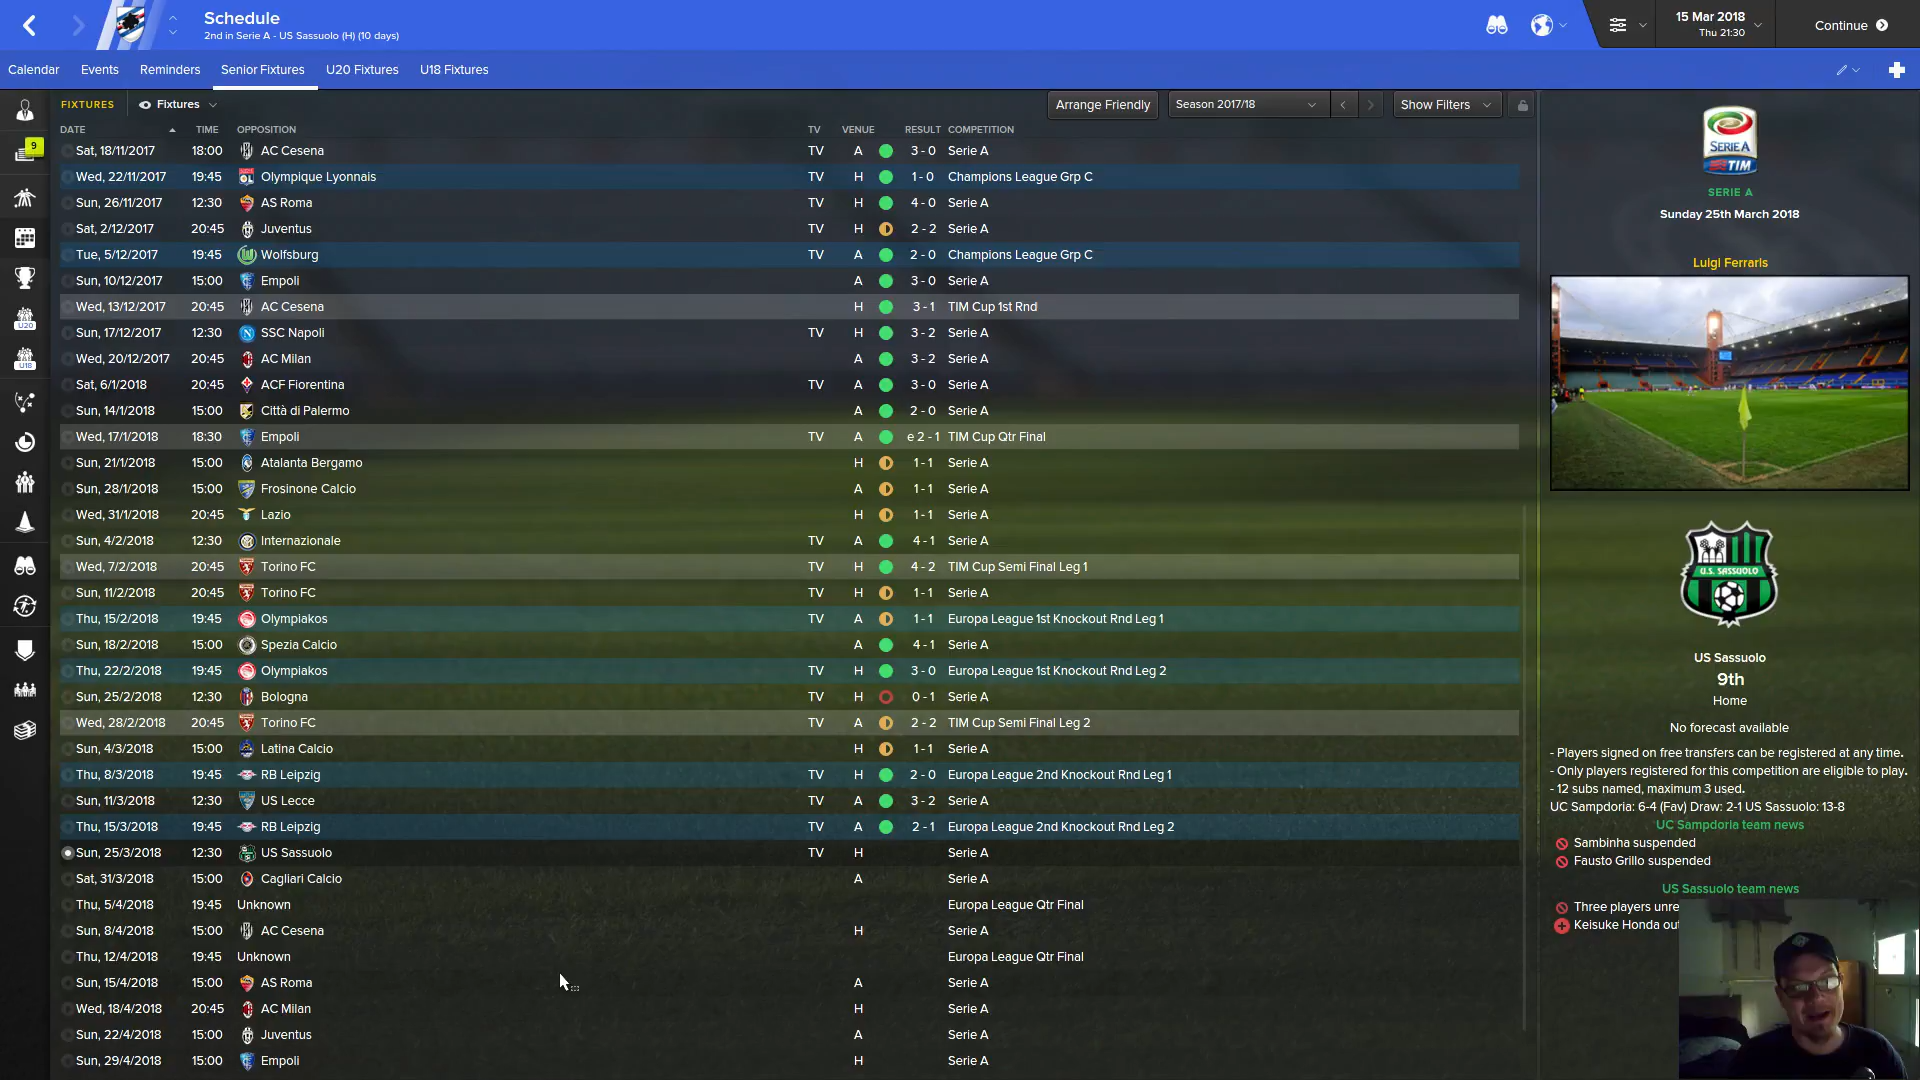 Schedule
2nd in Serie A - US Sassuolo (H) (10 days)
15 Mar 2018
Thu 21:30
Continue
Calendar Events Reminders Senior Fixtures U20 Fixtures U18 Fixtures
FIXTURES Fixtures Arrange Friendly Season 2017/18 Show Filters
DATE TIME OPPOSITION TV VENUE RESULT COMPETITION
Sat, 18/11/2017 18:00 AC Cesena TV A 3 - 0 Serie A
Wed, 22/11/2017 19:45 Olympique Lyonnais TV H 1 - 0 Champions League Grp C
Sun, 26/11/2017 12:30 AS Roma TV H 4 - 0 Serie A
Sat, 2/12/2017 20:45 Juventus TV H 2 - 2 Serie A
Tue, 5/12/2017 19:45 Wolfsburg TV A 2 - 0 Champions League Grp C
Sun, 10/12/2017 15:00 Empoli A 3 - 0 Serie A
Wed, 13/12/2017 20:45 AC Cesena H 3 - 1 TIM Cup 1st Rnd
Sun, 17/12/2017 12:30 SSC Napoli TV H 3 - 2 Serie A
Wed, 20/12/2017 20:45 AC Milan A 3 - 2 Serie A
Sat, 6/1/2018 20:45 ACF Fiorentina TV A 3 - 0 Serie A
Sun, 14/1/2018 15:00 Città di Palermo A 2 - 0 Serie A
Wed, 17/1/2018 18:30 Empoli TV A e 2 - 1 TIM Cup Qtr Final
Sun, 21/1/2018 15:00 Atalanta Bergamo H 1 - 1 Serie A
Sun, 28/1/2018 15:00 Frosinone Calcio A 1 - 1 Serie A
Wed, 31/1/2018 20:45 Lazio H 1 - 1 Serie A
Sun, 4/2/2018 12:30 Internazionale TV A 4 - 1 Serie A
Wed, 7/2/2018 20:45 Torino FC TV H 4 - 2 TIM Cup Semi Final Leg 1
Sun, 11/2/2018 20:45 Torino FC TV H 1 - 1 Serie A
Thu, 15/2/2018 19:45 Olympiakos TV A 1 - 1 Europa League 1st Knockout Rnd Leg 1
Sun, 18/2/2018 15:00 Spezia Calcio A 4 - 1 Serie A
Thu, 22/2/2018 19:45 Olympiakos TV H 3 - 0 Europa League 1st Knockout Rnd Leg 2
Sun, 25/2/2018 12:30 Bologna TV H 0 - 1 Serie A
Wed, 28/2/2018 20:45 Torino FC TV A 2 - 2 TIM Cup Semi Final Leg 2
Sun, 4/3/2018 15:00 Latina Calcio H 1 - 1 Serie A
Thu, 8/3/2018 19:45 RB Leipzig TV H 2 - 0 Europa League 2nd Knockout Rnd Leg 1
Sun, 11/3/2018 12:30 US Lecce TV A 3 - 2 Serie A
Thu, 15/3/2018 19:45 RB Leipzig TV A 2 - 1 Europa League 2nd Knockout Rnd Leg 2
Sun, 25/3/2018 12:30 US Sassuolo TV H Serie A
Sat, 31/3/2018 15:00 Cagliari Calcio A Serie A
Thu, 5/4/2018 19:45 Unknown Europa League Qtr Final
Sun, 8/4/2018 15:00 AC Cesena H Serie A
Thu, 12/4/2018 19:45 Unknown Europa League Qtr Final
Sun, 15/4/2018 15:00 AS Roma A Serie A
Wed, 18/4/2018 20:45 AC Milan H Serie A
Sun, 22/4/2018 15:00 Juventus A Serie A
Sun, 29/4/2018 15:00 Empoli H Serie A
9
U20
U18
SERIE A
TIM
SERIE A
Sunday 25th March 2018
Luigi Ferraris
U.S. SASSUOLO
US Sassuolo
9th
Home
No forecast available
- Players signed on free transfers can be registered at any time.
- Only players registered for this competition are eligible to play.
- 12 subs named, maximum 3 used.
UC Sampdoria: 6-4 (Fav) Draw: 2-1 US Sassuolo: 13-8
UC Sampdoria team news
Sambinha suspended
Fausto Grillo suspended
US Sassuolo team news
Three players unre
Keisuke Honda out